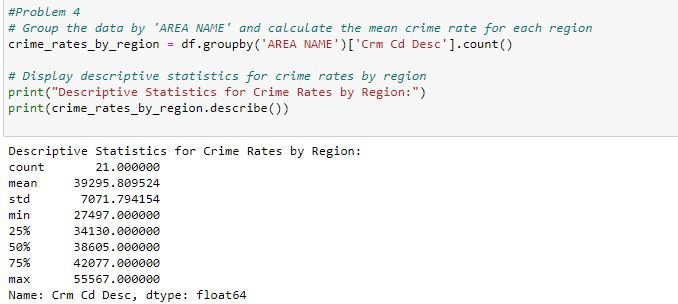 #Problem 4
# Group the data by 'AREA NAME' and calculate the mean crime rate for each region
crime_rates_by_region = df.groupby('AREA NAME')['Crm Cd Desc'].count()
# Display descriptive statistics for crime rates by region
print("Descriptive Statistics for Crime Rates by Region:")
print(crime_rates_by_region.describe())
Descriptive Statistics for Crime Rates by Region:
count 21.000000
mean 39295.809524
std 7071.794154
min 27497.000000
25% 34130.000000
50% 38605.000000
75% 42077.000000
max 55567.000000
Name: Crm Cd Desc, dtype: float64